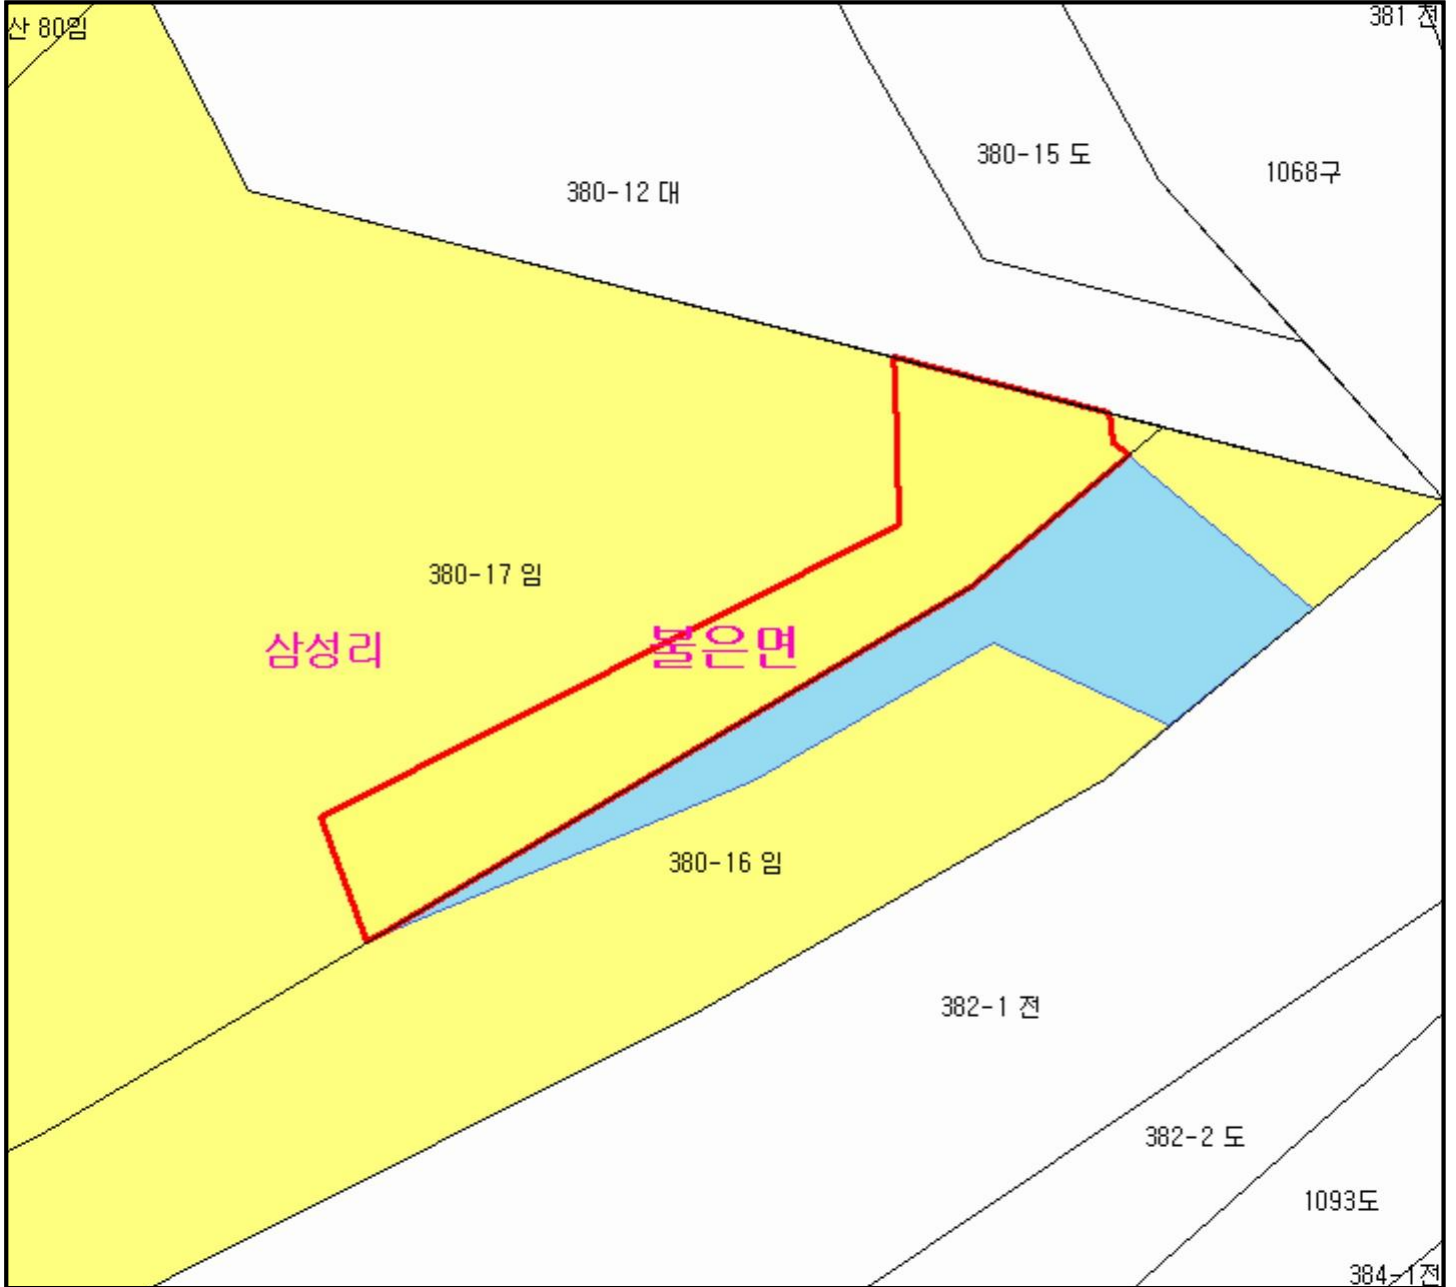 산 80임
381 전
380-15 도
1068구
380-12 대
380-17 임
삼성리
불은면
380-16 임
382-1 전
382-2 도
1093도
384-1전